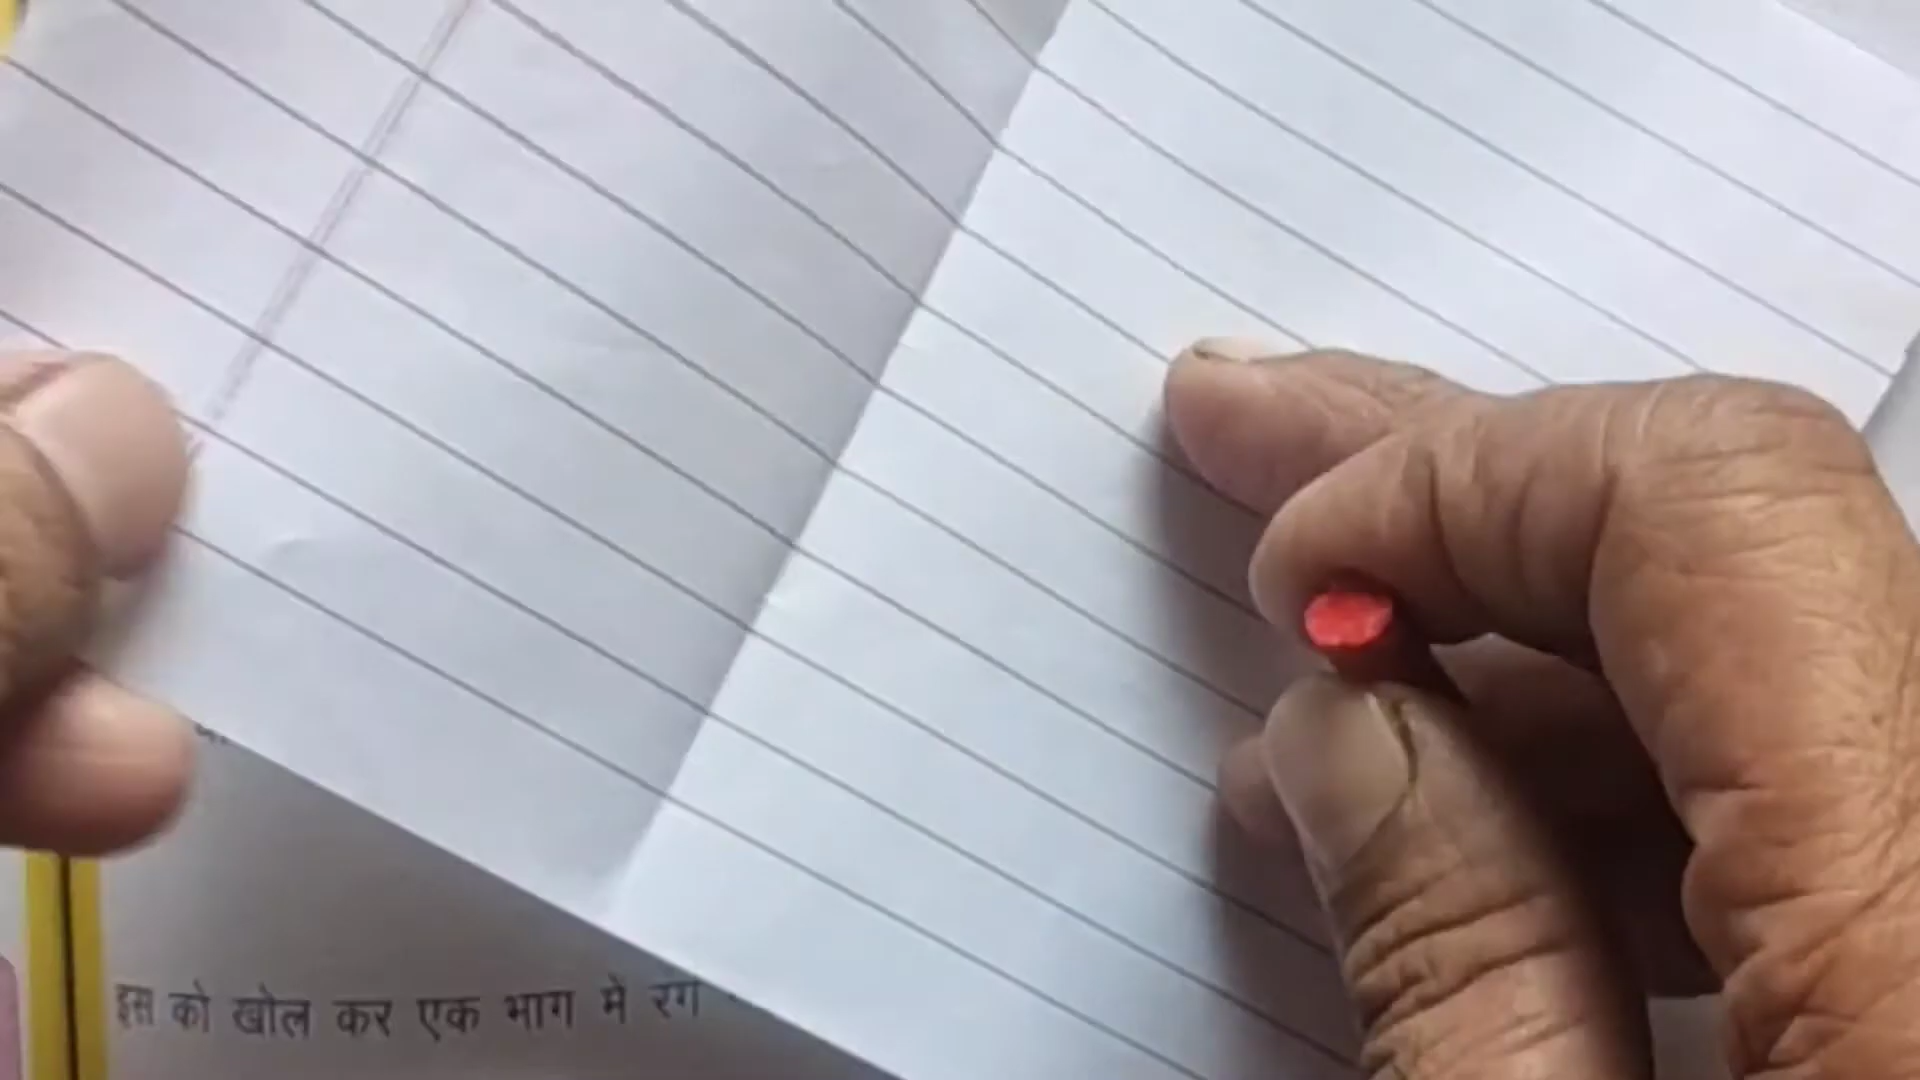 इस को खोल कर एक भाग में रंग